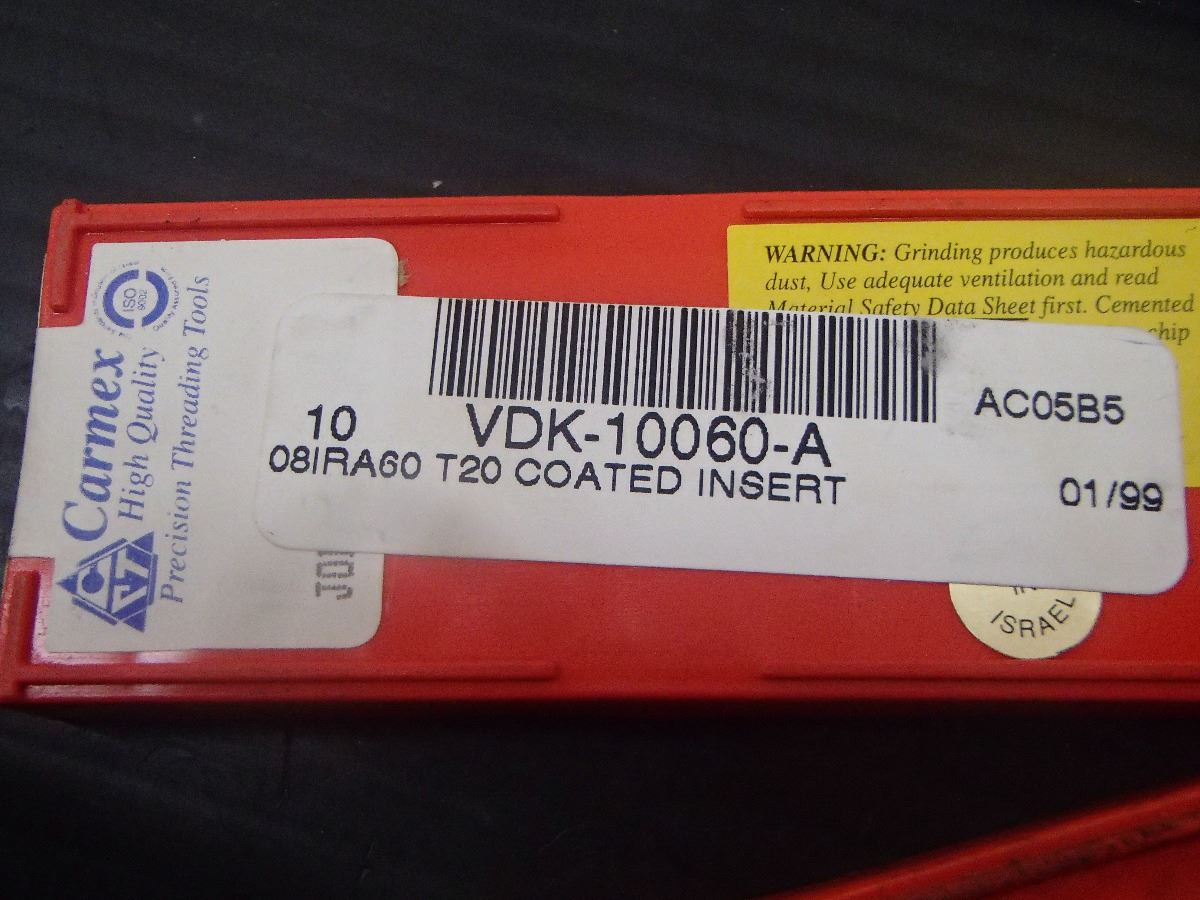 ISO
9002
Carmex
High Quality
Precision Threading Tools
WARNING: Grinding produces hazardous
dust, Use adequate ventilation and read
Material Safety Data Sheet first. Cemented
chip
10 VDK-10060-A AC05B5
08IRA60 T20 COATED INSERT 01/99
ISRAEL